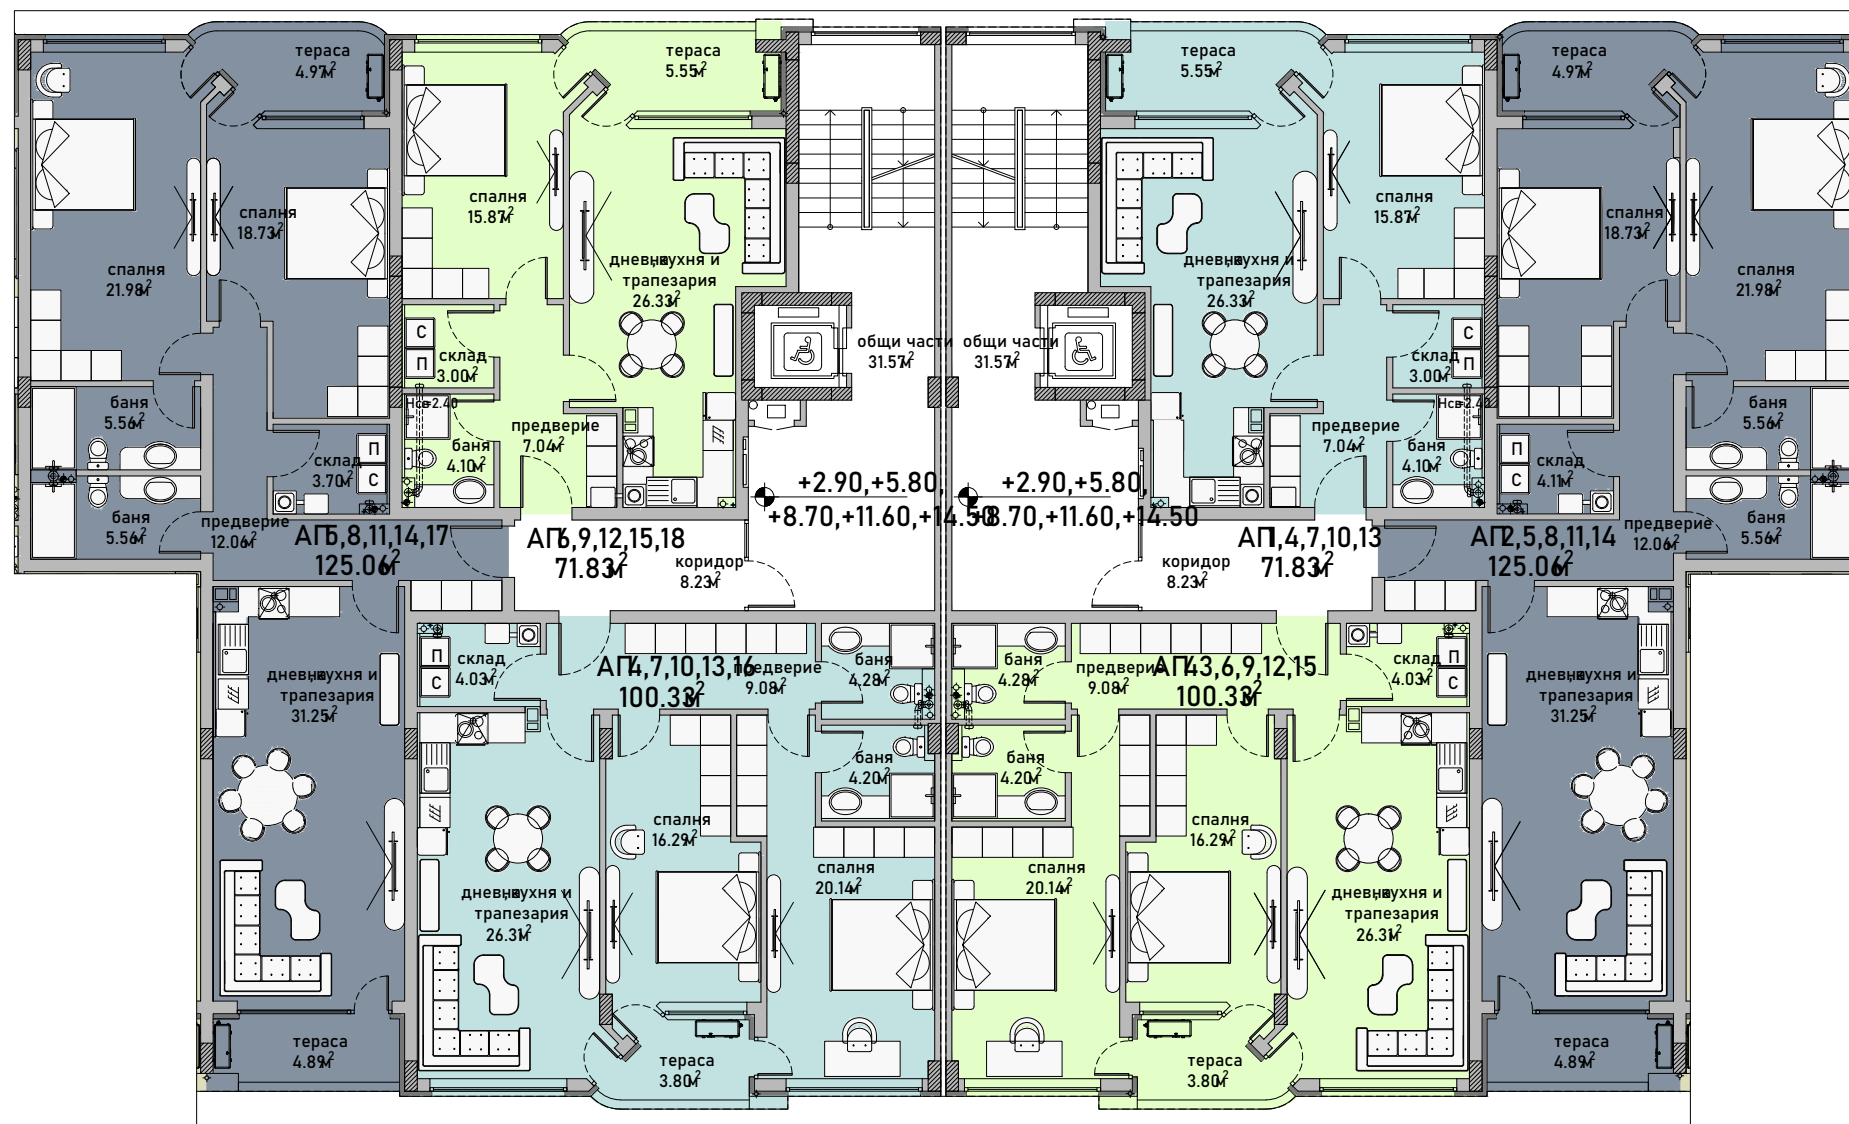 тераса
4.97м²
тераса
5.55м²
тераса
5.55м²
тераса
4.97м²
спалня
15.87м²
спалня
15.87м²
спалня
18.73м²
спалня
18.73м²
спалня
21.98м²
спалня
21.98м²
дневна, кухня и
трапезария
26.33м²
дневна, кухня и
трапезария
26.33м²
С
П
склад
3.00м²
общи части
31.57м²
общи части
31.57м²
С
П
склад
3.00м²
баня
5.56м²
Нсв=2.40
баня
4.10м²
предверие
7.04м²
предверие
7.04м²
Нсв=2.40
баня
4.10м²
баня
5.56м²
П
С
склад
3.70м²
П
С
склад
4.11м²
+2.90,+5.80,
+8.70,+11.60,+14.50
+2.90,+5.80,
+8.70,+11.60,+14.50
баня
5.56м²
предверие
12.06м²
предверие
12.06м²
баня
5.56м²
АП5,8,11,14,17
125.06м²
АП6,9,12,15,18
71.83м²
коридор
8.23м²
коридор
8.23м²
АП1,4,7,10,13
71.83м²
АП2,5,8,11,14
125.06м²
П
С
склад
4.03м²
АП4,7,10,13,16
100.33м²
предверие
9.08м²
баня
4.28м²
баня
4.28м²
предверие
9.08м²
3,6,9,12,15
100.33м²
склад
4.03м²
П
С
дневна, кухня и
трапезария
31.25м²
дневна, кухня и
трапезария
31.25м²
баня
4.20м²
баня
4.20м²
спалня
16.29м²
спалня
16.29м²
спалня
20.14м²
спалня
20.14м²
дневна, кухня и
трапезария
26.31м²
дневна, кухня и
трапезария
26.31м²
тераса
4.89м²
тераса
3.80м²
тераса
3.80м²
тераса
4.89м²